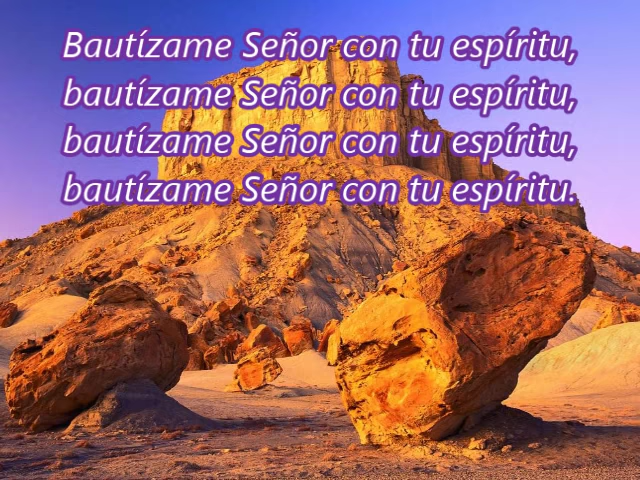 Bautízame Señor con tu espíritu,
bautízame Señor con tu espíritu,
bautízame Señor con tu espíritu,
bautízame Señor con tu espíritu.